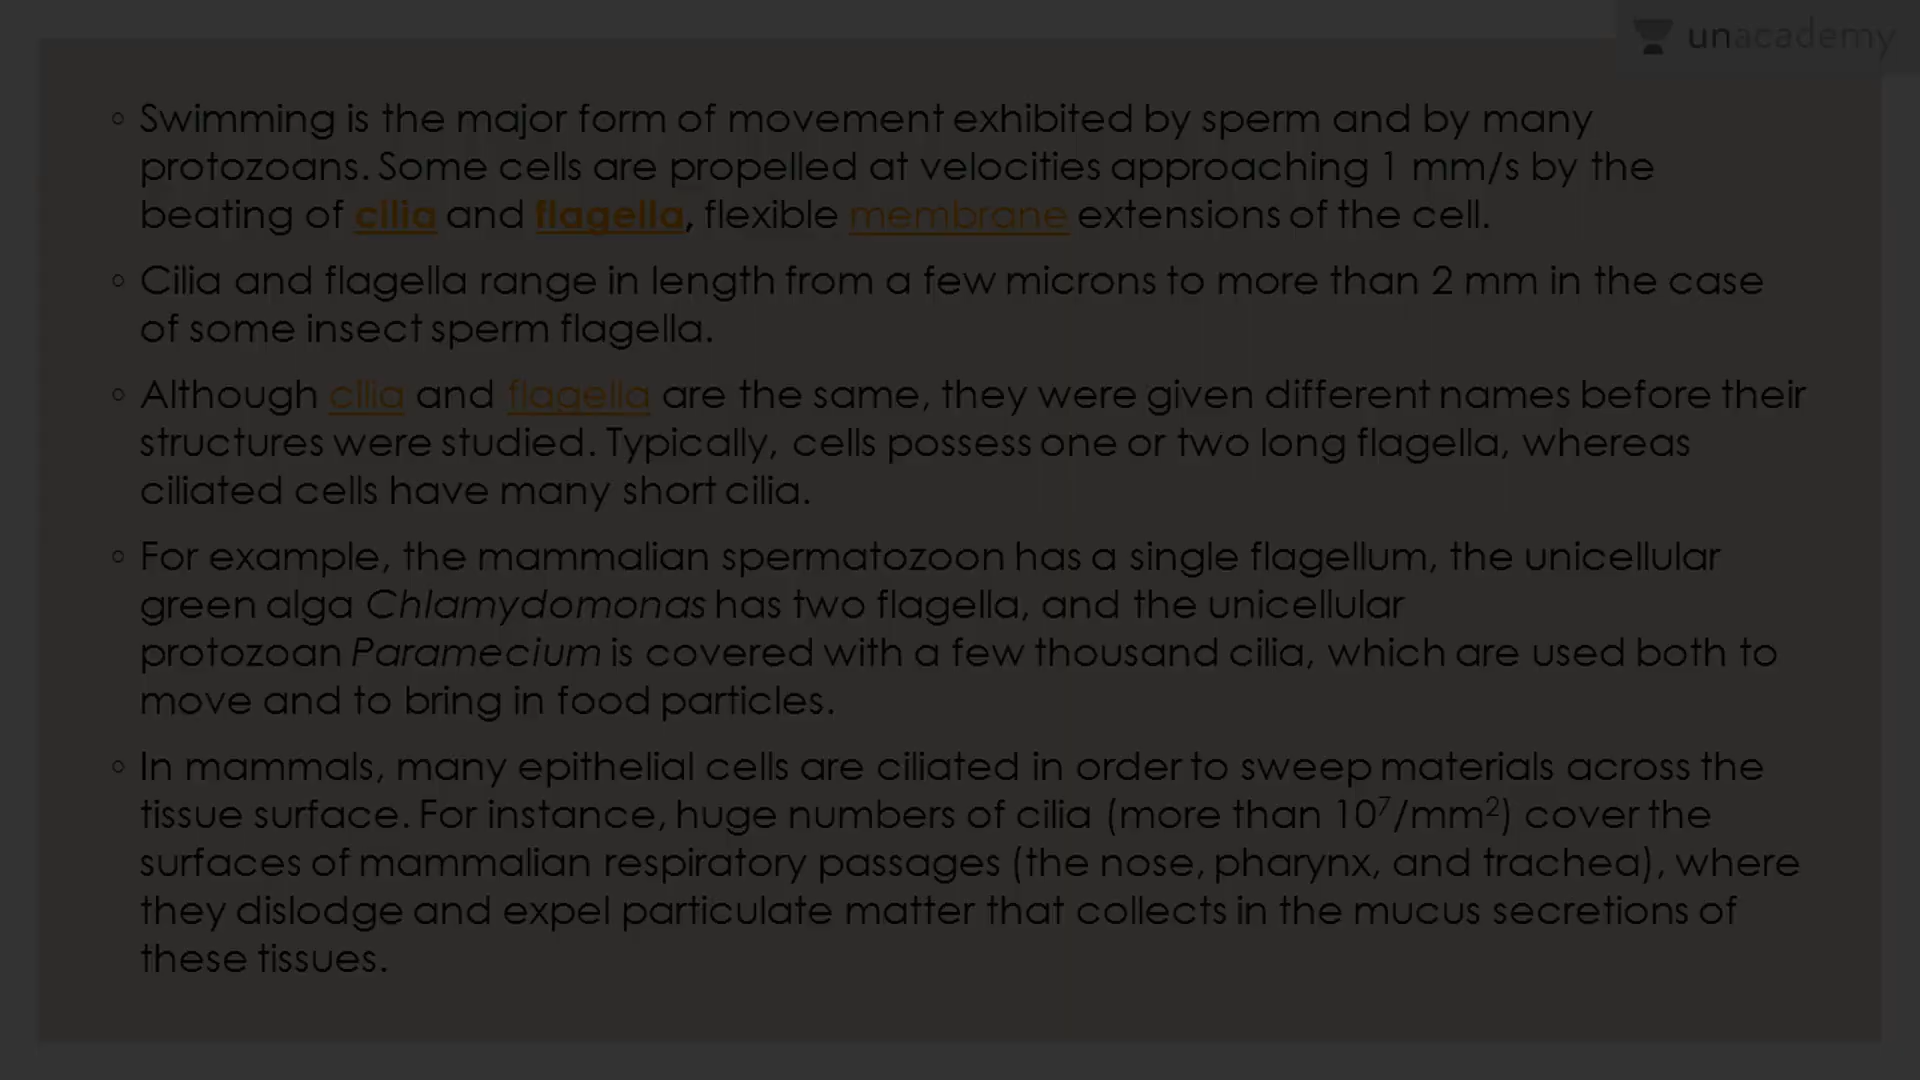 unacademy
◦ Swimming is the major form of movement exhibited by sperm and by many
protozoans. Some cells are propelled at velocities approaching 1 mm/s by the
beating of cilia and flagella, flexible membrane extensions of the cell.
◦ Cilia and flagella range in length from a few microns to more than 2 mm in the case
of some insect sperm flagella.
◦ Although cilia and flagella are the same, they were given different names before their
structures were studied. Typically, cells possess one or two long flagella, whereas
ciliated cells have many short cilia.
◦ For example, the mammalian spermatozoon has a single flagellum, the unicellular
green alga Chlamydomonas has two flagella, and the unicellular
protozoan Paramecium is covered with a few thousand cilia, which are used both to
move and to bring in food particles.
◦ In mammals, many epithelial cells are ciliated in order to sweep materials across the
tissue surface. For instance, huge numbers of cilia (more than 10⁷/mm²) cover the
surfaces of mammalian respiratory passages (the nose, pharynx, and trachea), where
they dislodge and expel particulate matter that collects in the mucus secretions of
these tissues.